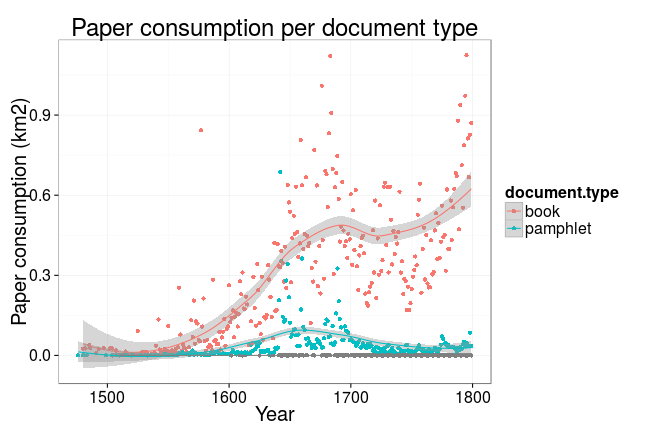 Paper consumption per document type
Paper consumption (km2)
0.9
0.6
0.3
0.0
1500
1600
1700
1800
Year
document.type
book
pamphlet